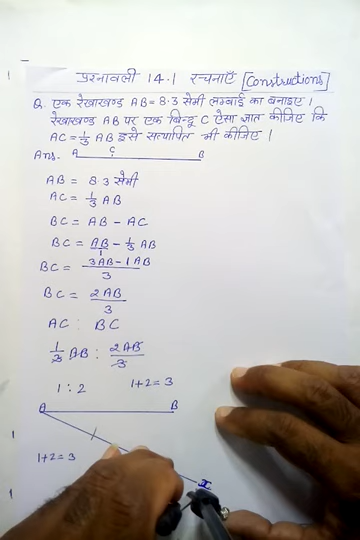 प्रश्नावली 14.1 रचनाएँ [Constructions]
Q. एक रेखाखण्ड AB = 8.3 सेमी लम्बाई का बनाइए।
रेखाखण्ड AB पर एक बिन्दू C ऐसा ज्ञात कीजिए कि
AC = 1/3 AB इसे सत्यापित भी कीजिए।
Ans. A C B
AB = 8.3 सेमी
AC = 1/3 AB
BC = AB - AC
BC = AB/1 - 1/3 AB
BC = 3AB - 1AB/3
BC = 2AB/3
AC : BC
1/3 AB : 2AB/3
1 : 2 1+2=3
A B
1+2=3
X